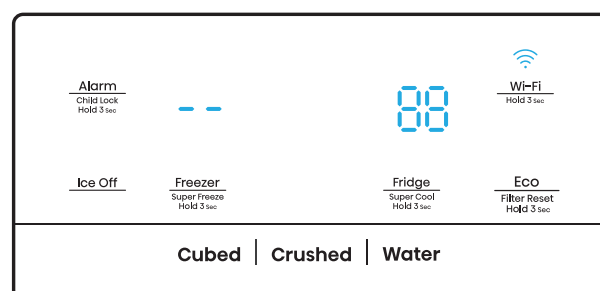 Alarm
Child Lock
Hold 3 Sec
--
88
Wi-Fi
Hold 3 Sec
Ice Off
Freezer
Super Freeze
Hold 3 Sec
Fridge
Super Cool
Hold 3 Sec
Eco
Filter Reset
Hold 3 Sec
Cubed | Crushed | Water